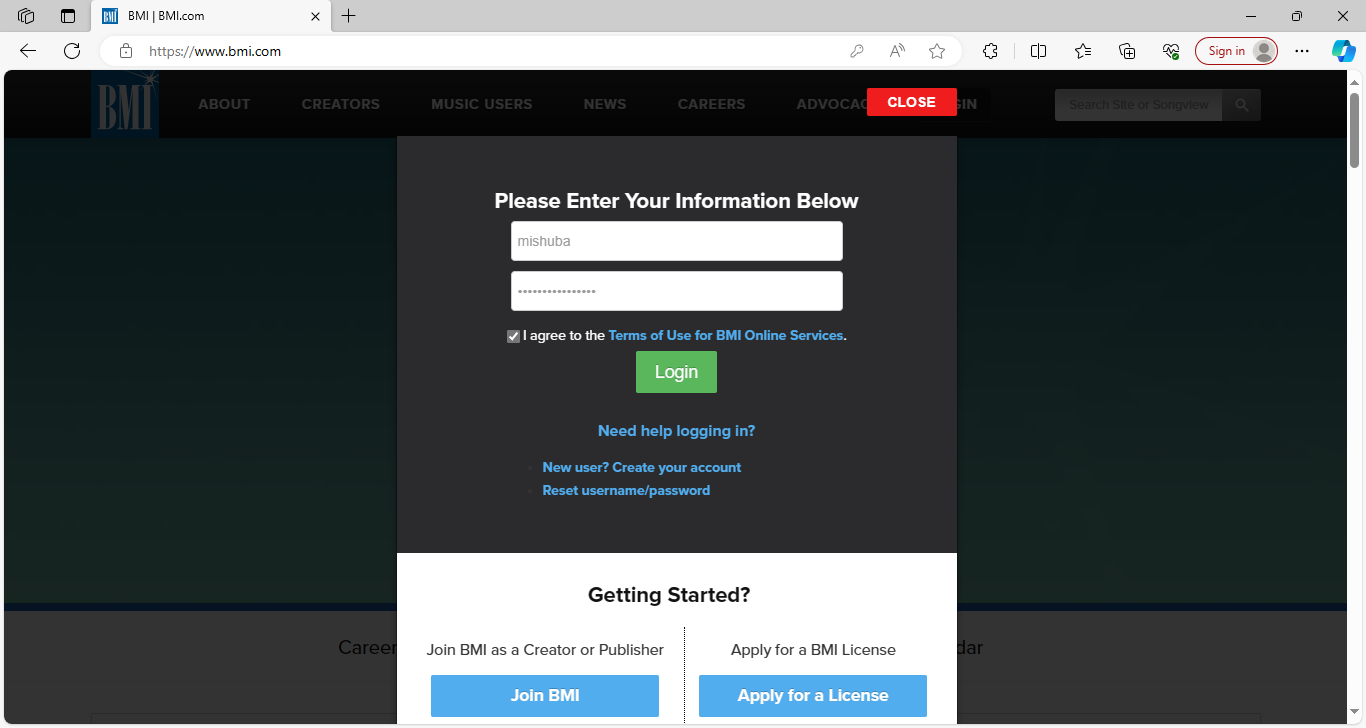 BMI | BMI.com
https://www.bmi.com
Sign in
BMI
ABOUT
CREATORS
MUSIC USERS
NEWS
CAREERS
ADVOCAC
CLOSE
GIN
Search Site or Songview
Please Enter Your Information Below
mishuba
••••••••••••••••
I agree to the Terms of Use for BMI Online Services.
Login
Need help logging in?
New user? Create your account
Reset username/password
Getting Started?
Career
dar
Join BMI as a Creator or Publisher
Apply for a BMI License
Join BMI
Apply for a License